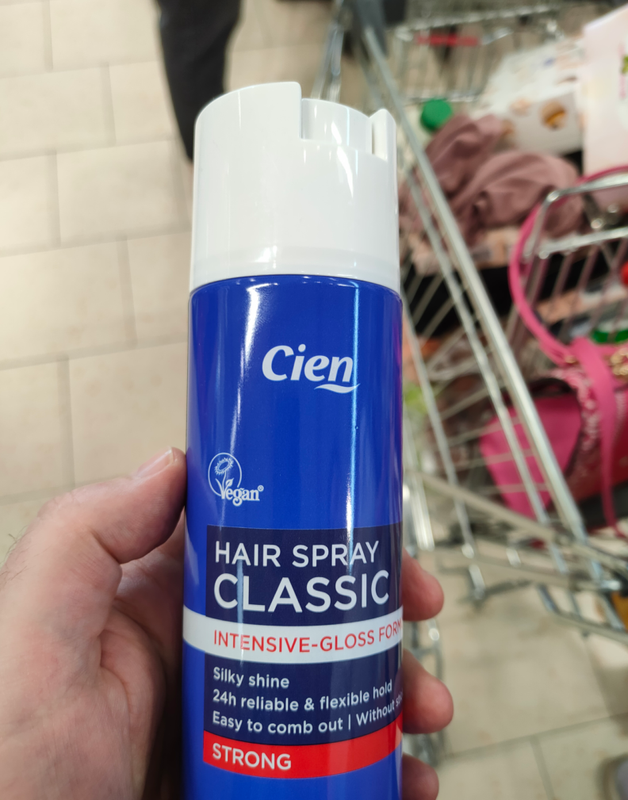 Cien
Vegan®
HAIR SPRAY
CLASSIC
INTENSIVE-GLOSS
Silky shine
24h reliable & flexible hold
Easy to comb out | Without
STRONG